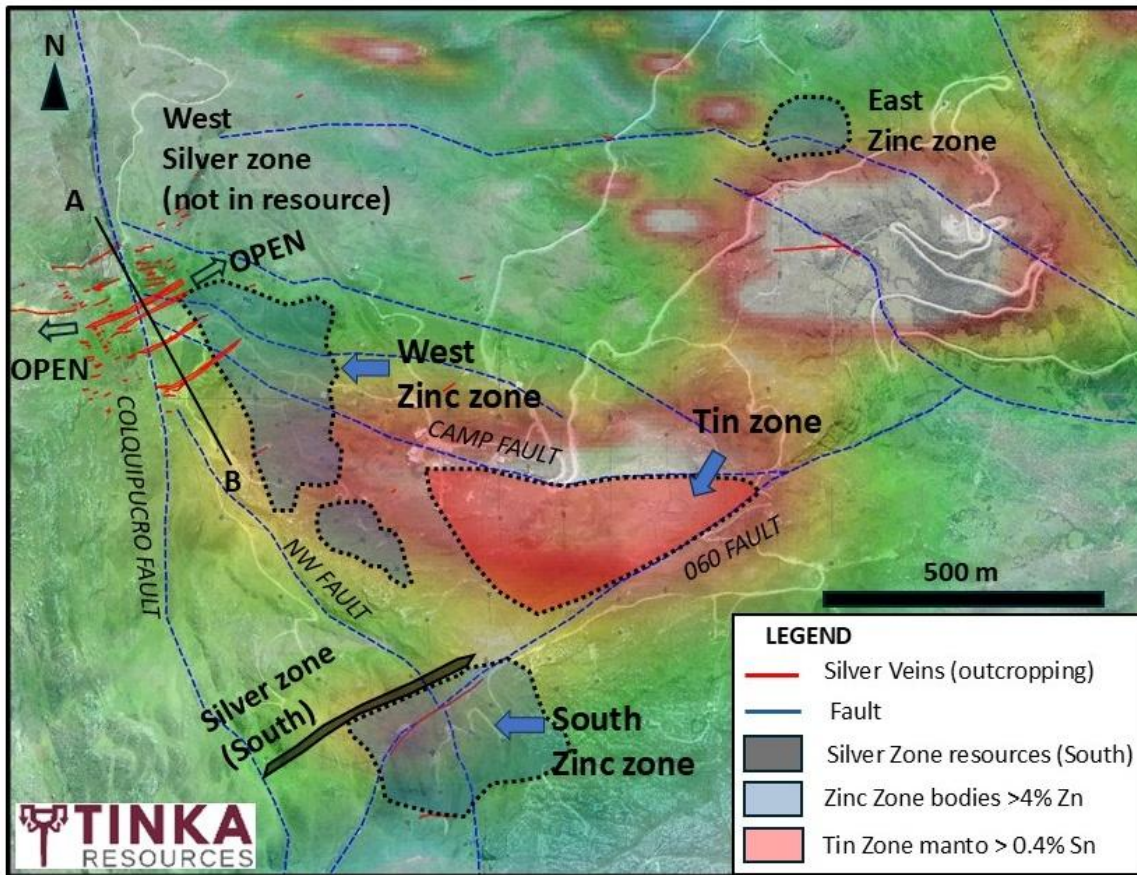 N
West
Silver zone
(not in resource)
East
Zinc zone
A
OPEN
OPEN
West
Zinc zone
Tin zone
CAMP FAULT
B
COLQUIPUCRO FAULT
NW FAULT
060 FAULT
500 m
Silver zone
(South)
South
Zinc zone
LEGEND
Silver Veins (outcropping)
Fault
Silver Zone resources (South)
Zinc Zone bodies >4% Zn
Tin Zone manto > 0.4% Sn
TINKA
RESOURCES